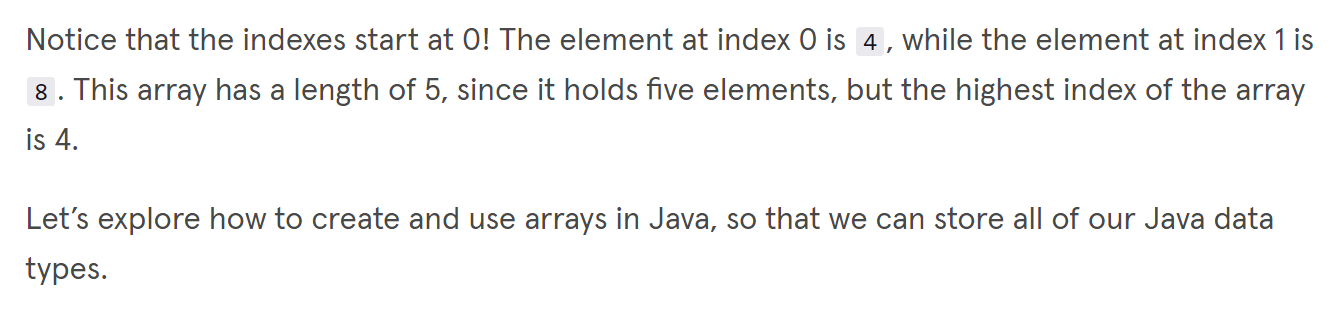 Notice that the indexes start at 0! The element at index 0 is 4, while the element at index 1 is
8. This array has a length of 5, since it holds five elements, but the highest index of the array
is 4.
Let’s explore how to create and use arrays in Java, so that we can store all of our Java data
types.